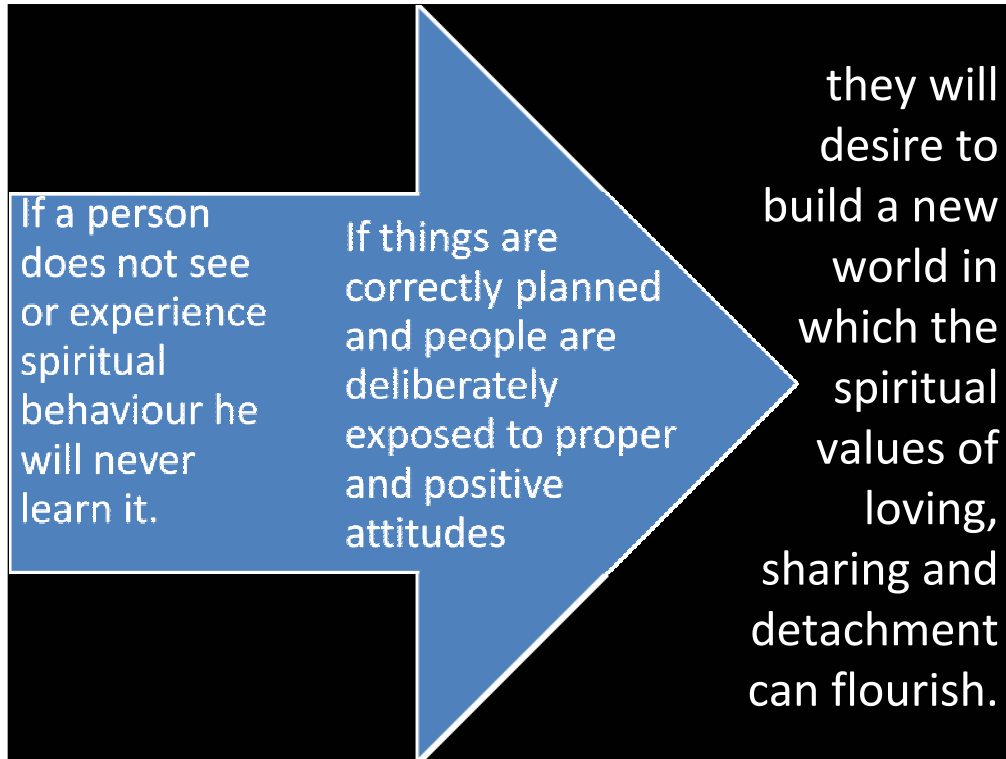 If a person
does not see
or experience
spiritual
behaviour he
will never
learn it.
If things are
correctly planned
and people are
deliberately
exposed to proper
and positive
attitudes
they will
desire to
build a new
world in
which the
spiritual
values of
loving,
sharing and
detachment
can flourish.